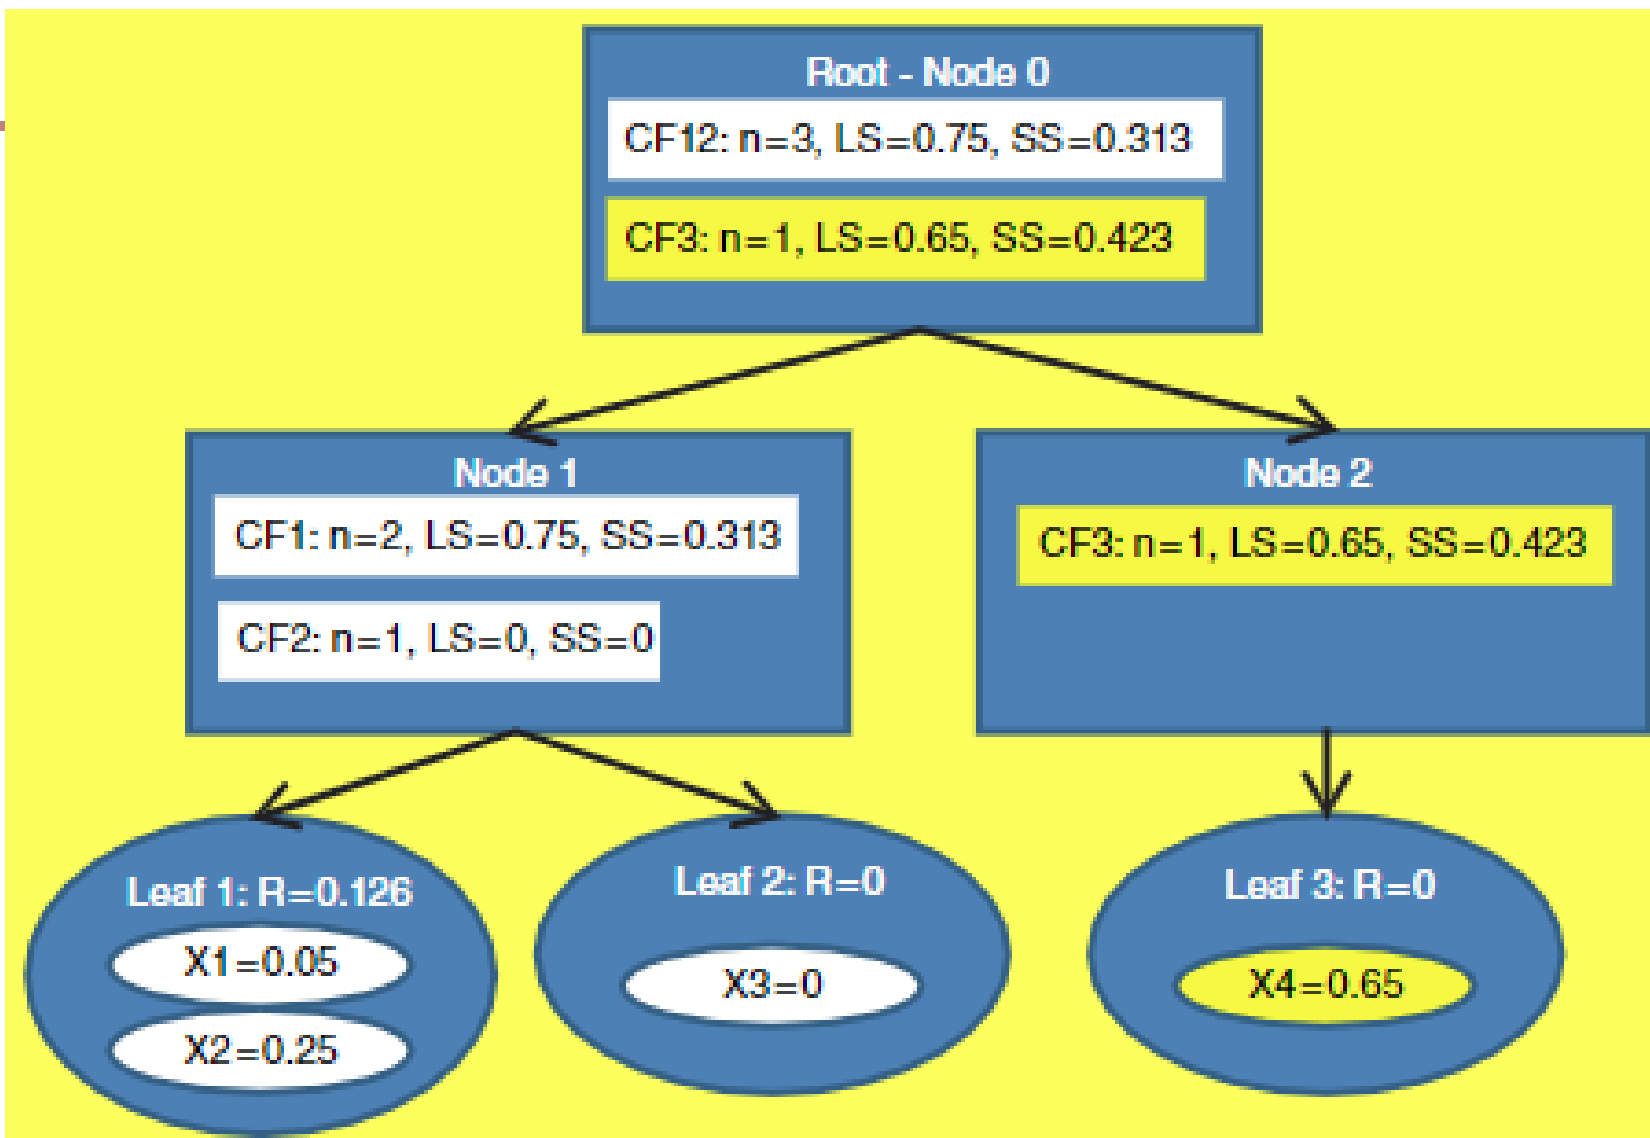 Root - Node 0
CF12: n=3, LS=0.75, SS=0.313
CF3: n=1, LS=0.65, SS=0.423
Node 1
CF1: n=2, LS=0.75, SS=0.313
CF2: n=1, LS=0, SS=0
Node 2
CF3: n=1, LS=0.65, SS=0.423
Leaf 1: R=0.126
X1=0.05
X2=0.25
Leaf 2: R=0
X3=0
Leaf 3: R=0
X4=0.65